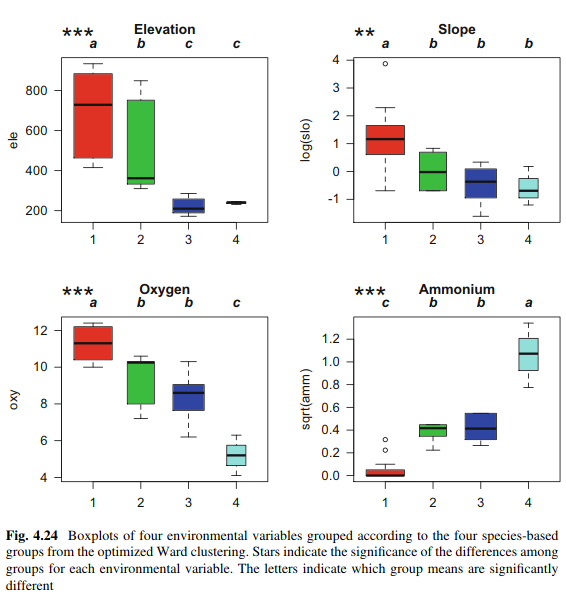 *** Elevation
a b c c
800
600
400
200
ele
1 2 3 4
** Slope
a b b b
4
3
2
1
0
-1
log(slo)
1 2 3 4
*** Oxygen
a b b c
12
10
8
6
4
oxy
1 2 3 4
*** Ammonium
c b b a
1.2
1.0
0.8
0.6
0.4
0.2
0.0
sqrt(amm)
1 2 3 4
Fig. 4.24 Boxplots of four environmental variables grouped according to the four species-based
groups from the optimized Ward clustering. Stars indicate the significance of the differences among
groups for each environmental variable. The letters indicate which group means are significantly
different